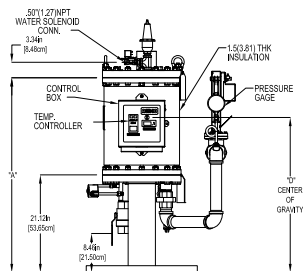 .50"(1.27)NPT
WATER SOLENOID
CONN.
3.34in
[8.48cm]
1.5(3.81) THK
INSULATION
CONTROL
BOX
PRESSURE
GAGE
TEMP.
CONTROLLER
"A"
"D"
CENTER
OF
GRAVITY
21.12in
[53.65cm]
8.46in
[21.50cm]